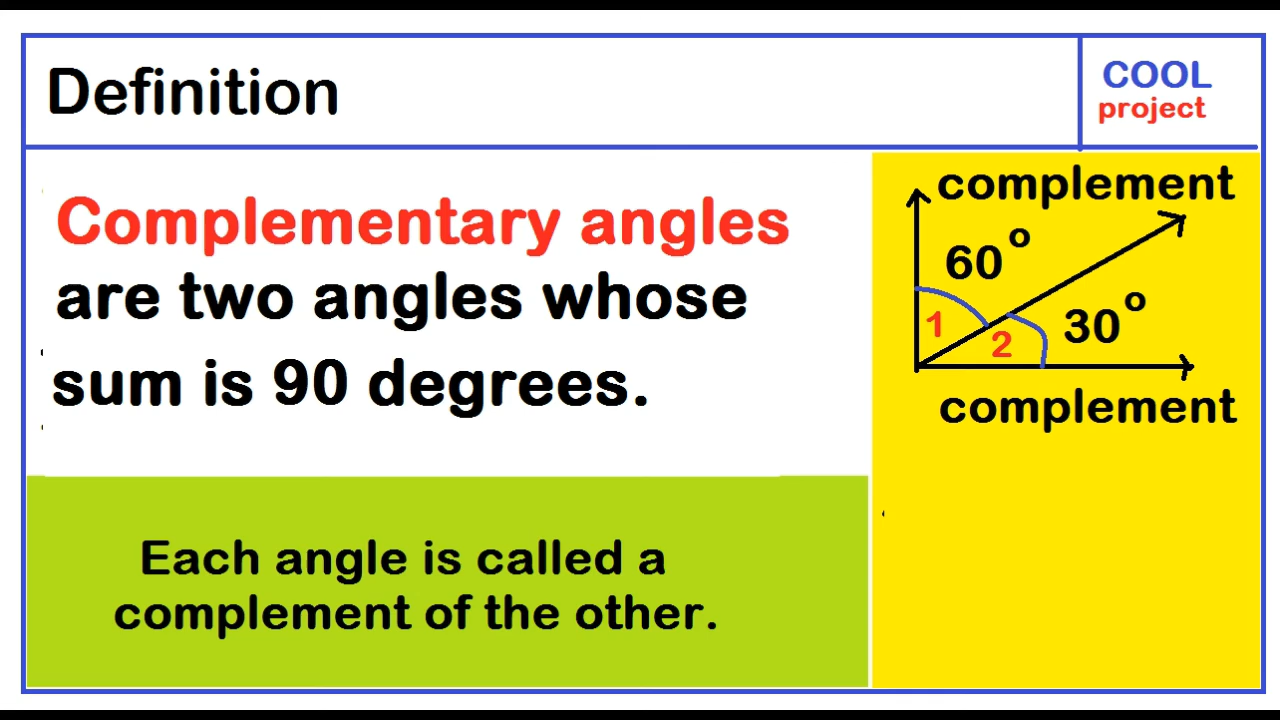 Definition
COOL
project
Complementary angles
are two angles whose
sum is 90 degrees.
Each angle is called a
complement of the other.
complement
60°
1
2
30°
complement